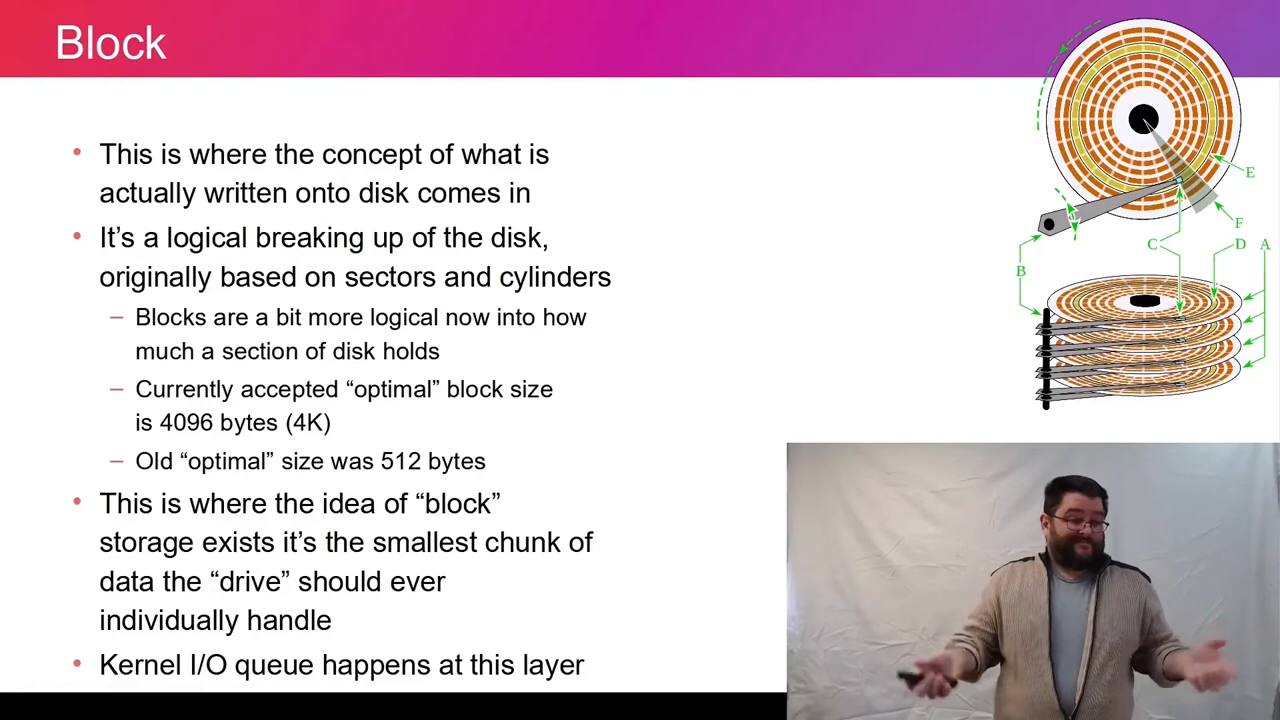 Block
• This is where the concept of what is
actually written onto disk comes in
• It’s a logical breaking up of the disk,
originally based on sectors and cylinders
– Blocks are a bit more logical now into how
much a section of disk holds
– Currently accepted “optimal” block size
is 4096 bytes (4K)
– Old “optimal” size was 512 bytes
• This is where the idea of “block”
storage exists it’s the smallest chunk of
data the “drive” should ever
individually handle
• Kernel I/O queue happens at this layer
E
F
C
D
A
B